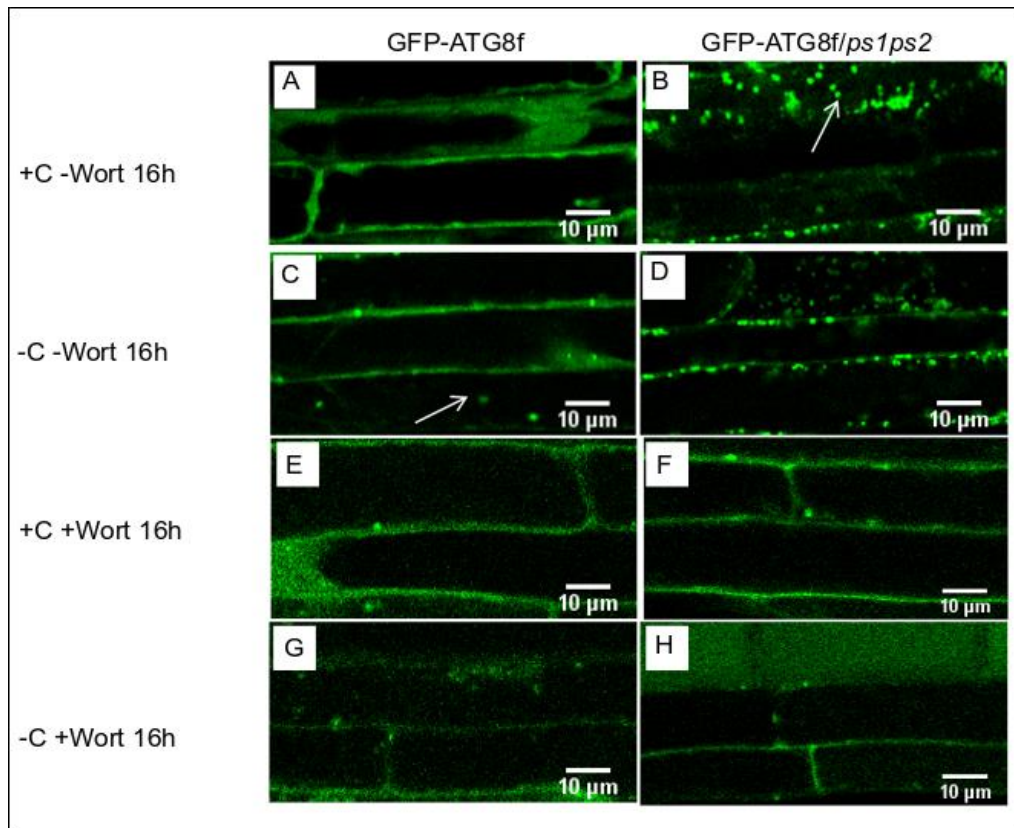 GFP-ATG8f GFP-ATG8f/ps1ps2
+C -Wort 16h
A 10 µm
B 10 µm
-C -Wort 16h
C 10 µm
D 10 µm
+C +Wort 16h
E 10 µm
F 10 µm
-C +Wort 16h
G 10 µm
H 10 µm